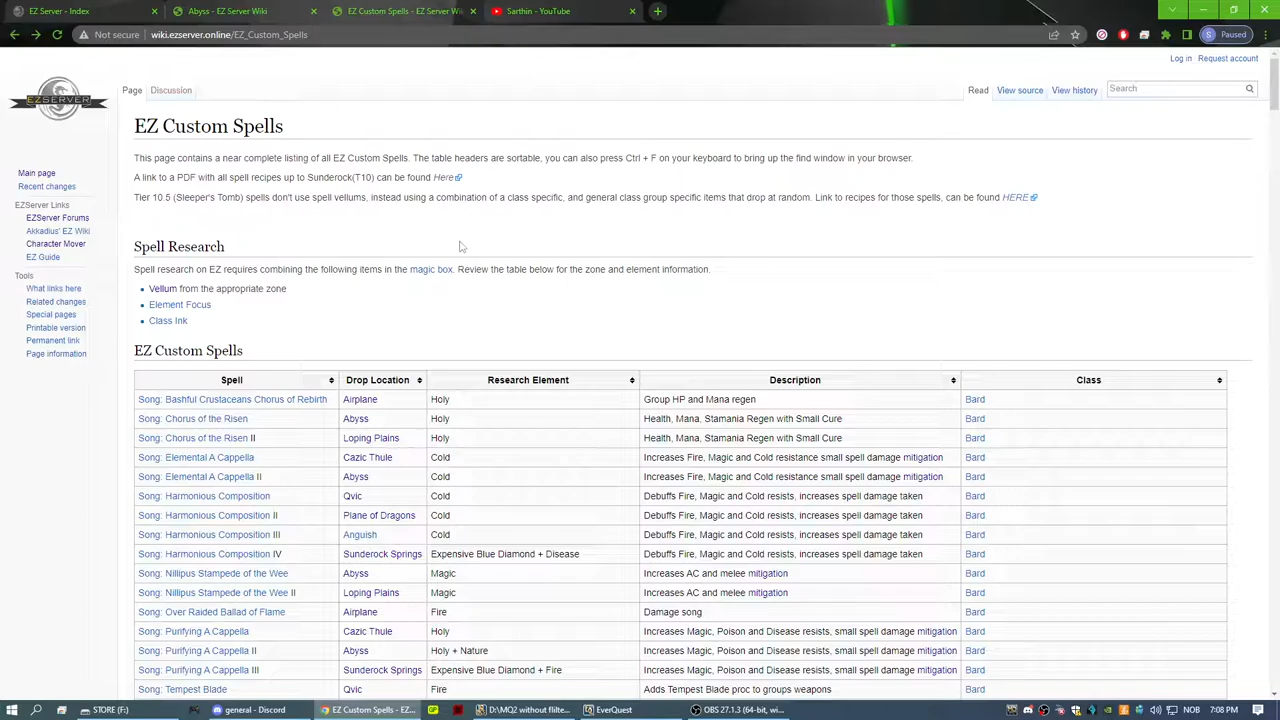 EZ Server - Index
Abyss - EZ Server Wiki
EZ Custom Spells - EZ Server Wi
Sarthin - YouTube
Not secure wiki.ezserver.online/EZ_Custom_Spells
S Paused
Log in Request account
EZSERVER
Page Discussion Read View source View history Search
EZ Custom Spells
This page contains a near complete listing of all EZ Custom Spells. The table headers are sortable, you can also press Ctrl + F on your keyboard to bring up the find window in your browser.
A link to a PDF with all spell recipes up to Sunderock(T10) can be found Here
Tier 10.5 (Sleeper's Tomb) spells don't use spell vellums, instead using a combination of a class specific, and general class group specific items that drop at random. Link to recipes for those spells, can be found HERE
Main page
Recent changes
EZServer Links
EZServer Forums
Akkadius' EZ Wiki
Character Mover
EZ Guide
Tools
What links here
Related changes
Special pages
Printable version
Permanent link
Page information
Spell Research
Spell research on EZ requires combining the following items in the magic box. Review the table below for the zone and element information.
Vellum from the appropriate zone
Element Focus
Class Ink
EZ Custom Spells
Spell Drop Location Research Element Description Class
Song: Bashful Crustaceans Chorus of Rebirth Airplane Holy Group HP and Mana regen Bard
Song: Chorus of the Risen Abyss Holy Health, Mana, Stamania Regen with Small Cure Bard
Song: Chorus of the Risen II Loping Plains Holy Health, Mana, Stamania Regen with Small Cure Bard
Song: Elemental A Cappella Cazic Thule Cold Increases Fire, Magic and Cold resistance small spell damage mitigation Bard
Song: Elemental A Cappella II Abyss Cold Increases Fire, Magic and Cold resistance small spell damage mitigation Bard
Song: Harmonious Composition Qvic Cold Debuffs Fire, Magic and Cold resists, increases spell damage taken Bard
Song: Harmonious Composition II Plane of Dragons Cold Debuffs Fire, Magic and Cold resists, increases spell damage taken Bard
Song: Harmonious Composition III Anguish Cold Debuffs Fire, Magic and Cold resists, increases spell damage taken Bard
Song: Harmonious Composition IV Sunderock Springs Expensive Blue Diamond + Disease Debuffs Fire, Magic and Cold resists, increases spell damage taken Bard
Song: Nillipus Stampede of the Wee Abyss Magic Increases AC and melee mitigation Bard
Song: Nillipus Stampede of the Wee II Loping Plains Magic Increases AC and melee mitigation Bard
Song: Over Raided Ballad of Flame Airplane Fire Damage song Bard
Song: Purifying A Cappella Cazic Thule Holy Increases Magic, Poison and Disease resists, small spell damage mitigation Bard
Song: Purifying A Cappella II Abyss Holy + Nature Increases Magic, Poison and Disease resists, small spell damage mitigation Bard
Song: Purifying A Cappella III Sunderock Springs Expensive Blue Diamond + Fire Increases Magic, Poison and Disease resists, small spell damage mitigation Bard
Song: Tempest Blade Qvic Fire Adds Tempest Blade proc to groups weapons Bard
STORE (F:) general - Discord EZ Custom Spells - EZ... GP D:\MQ2 without filte... EverQuest OBS 27.1.3 (64-bit, wi... NOB 7:08 PM